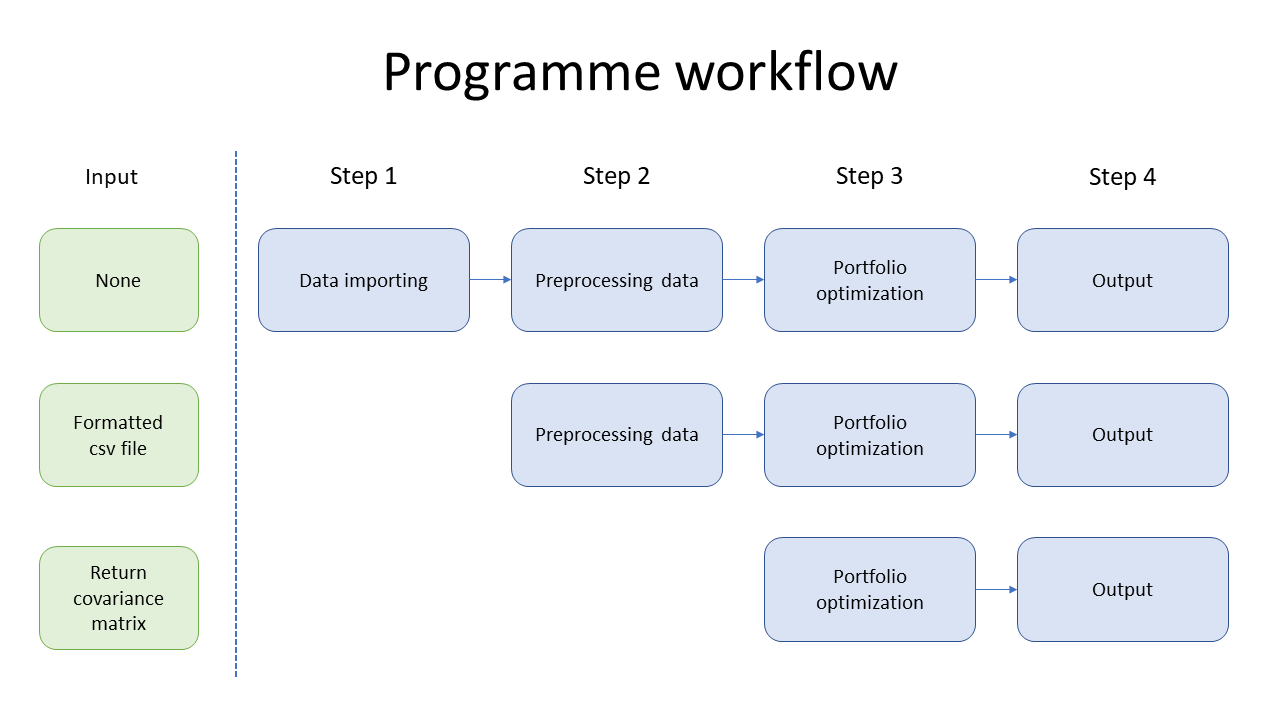 Programme workflow
Input
Step 1
Step 2
Step 3
Step 4
None
Data importing
Preprocessing data
Portfolio
optimization
Output
Formatted
csv file
Preprocessing data
Portfolio
optimization
Output
Return
covariance
matrix
Portfolio
optimization
Output